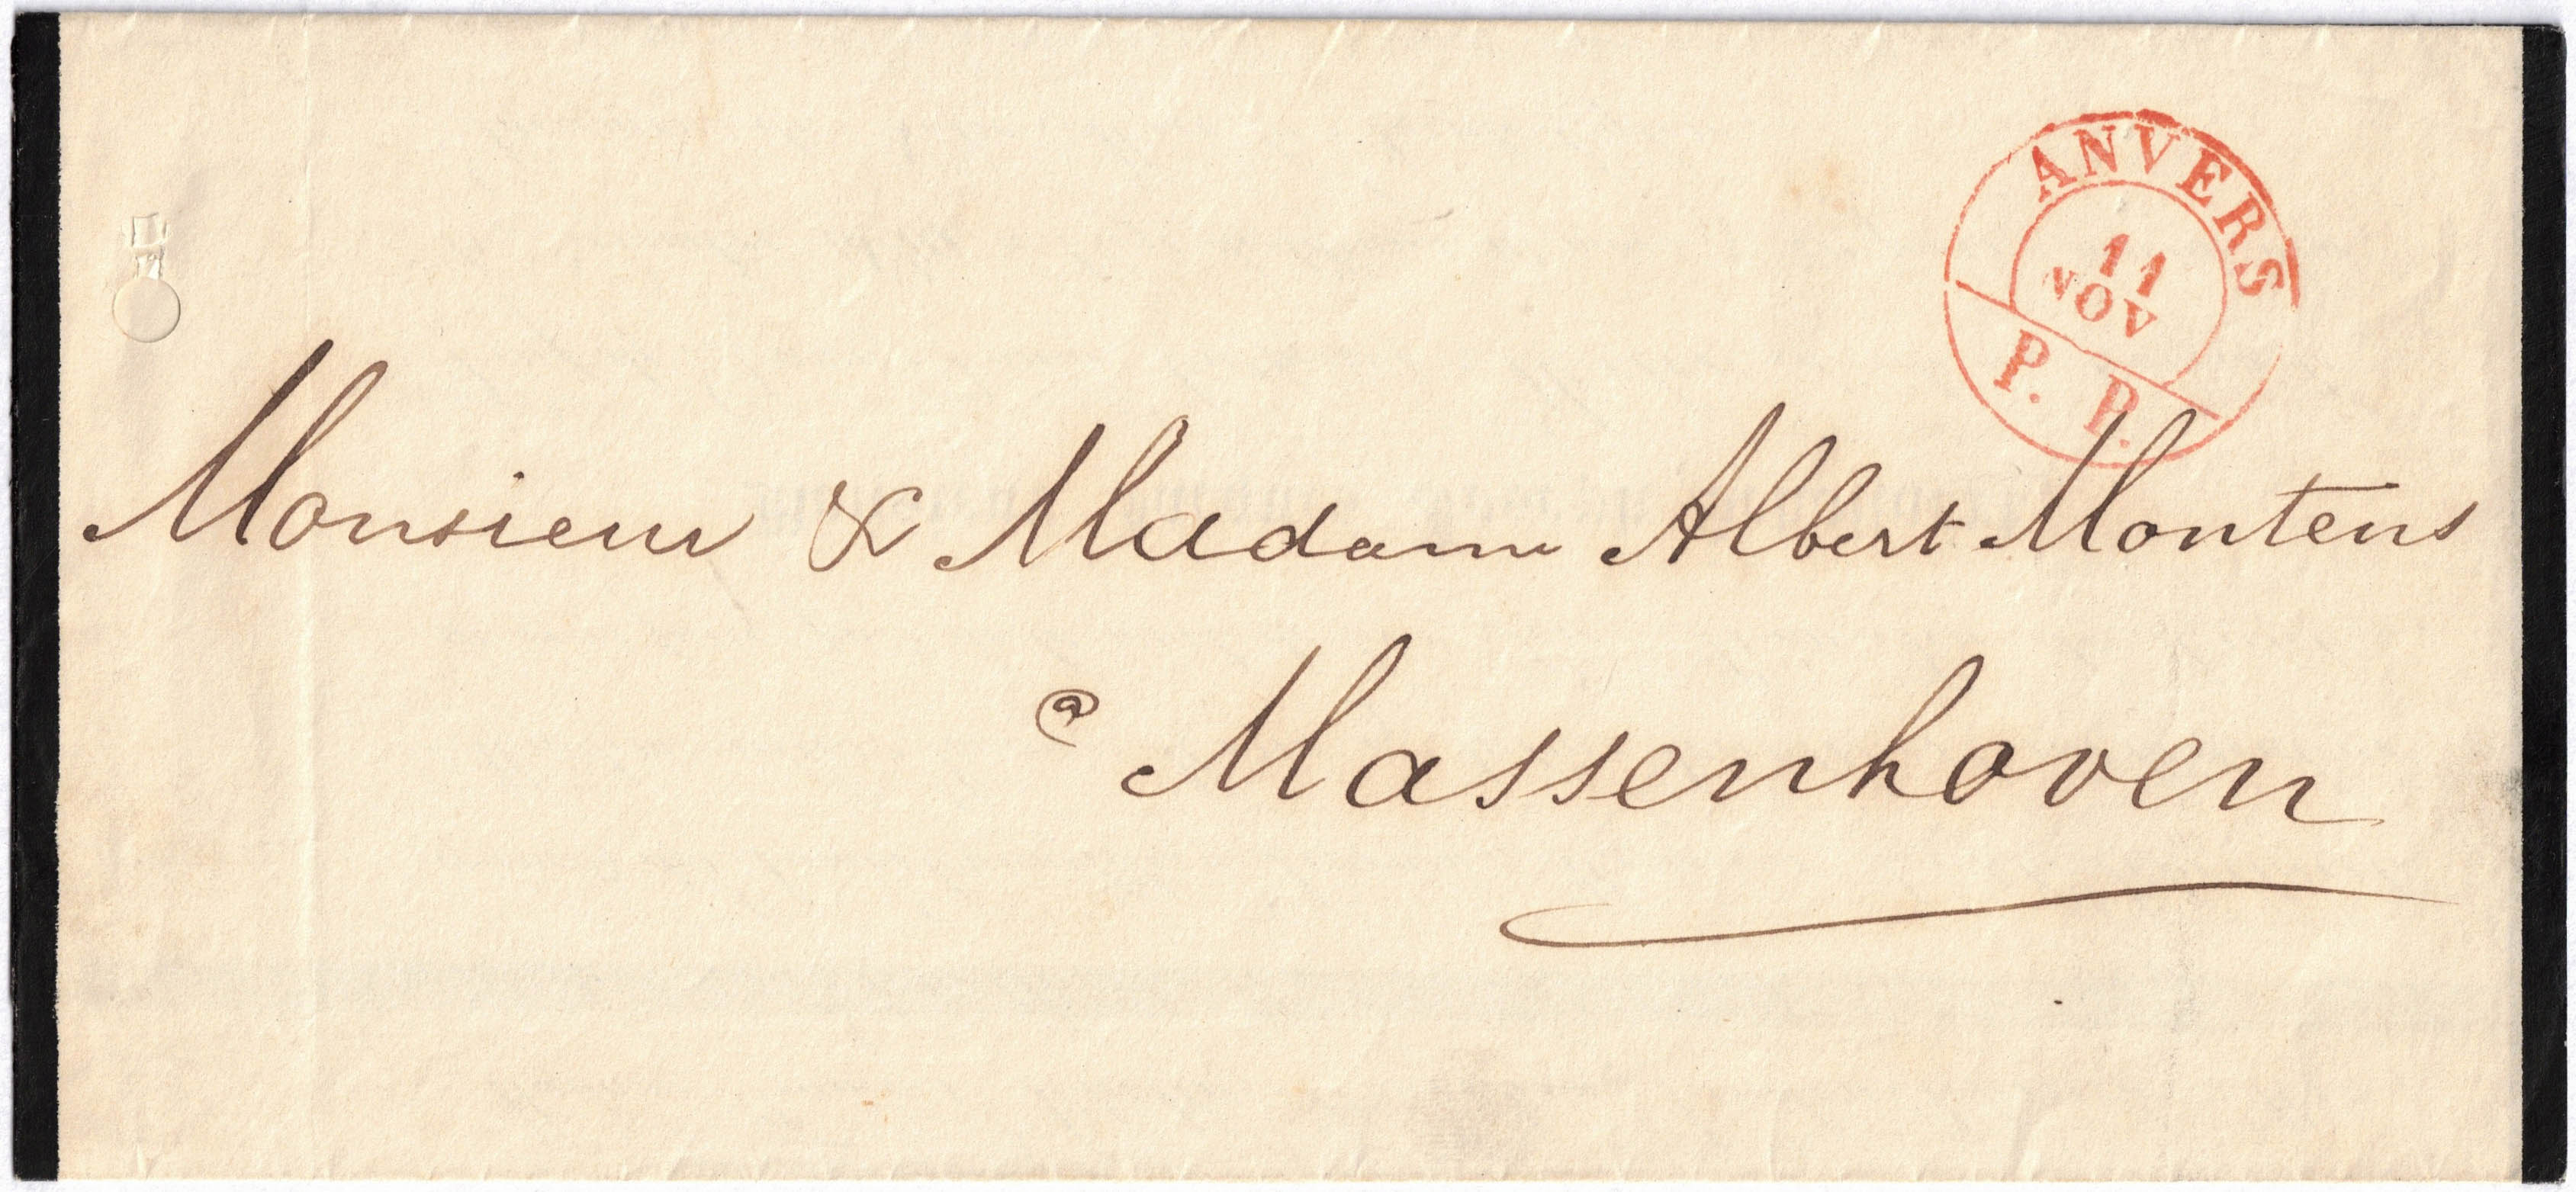 ANVERS
11
NOV
P. P.
Monsieur & Madame Albert Montens
a Massenhoven